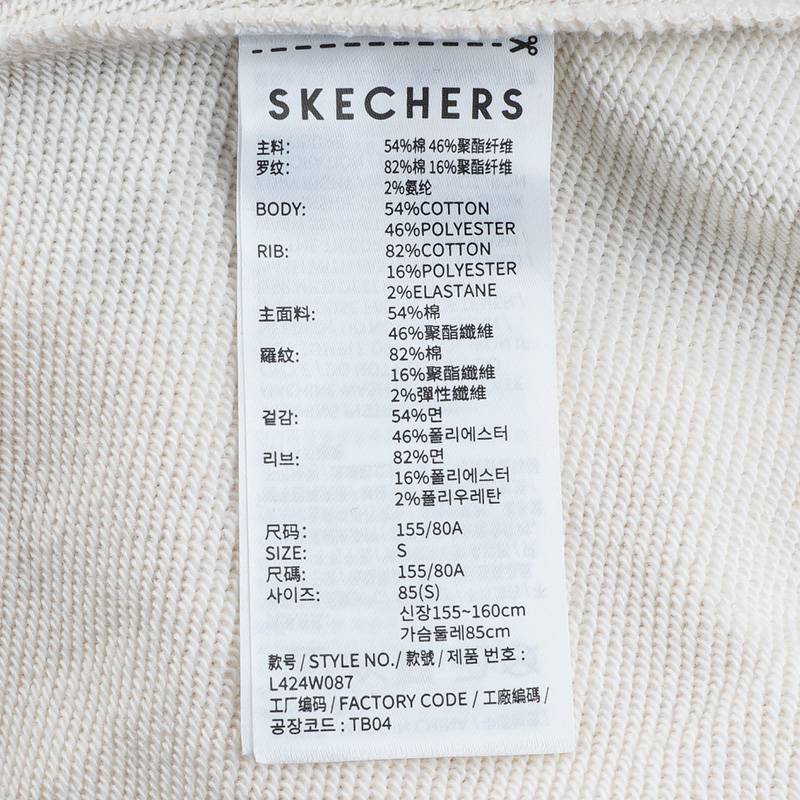 SKECHERS
主料： 54%棉 46%聚酯纤维
罗纹： 82%棉 16%聚酯纤维
2%氨纶
BODY: 54%COTTON
46%POLYESTER
RIB: 82%COTTON
16%POLYESTER
2%ELASTANE
主面料: 54%棉
46%聚酯纖維
羅紋: 82%棉
16%聚酯纖維
2%彈性纖維
겉감: 54%면
46%폴리에스터
리브: 82%면
16%폴리에스터
2%폴리우레탄
尺码： 155/80A
SIZE: S
尺碼: 155/80A
사이즈: 85(S)
신장155~160cm
가슴둘레85cm
款号 / STYLE NO./ 款號 / 제품 번호 :
L424W087
工厂编码 / FACTORY CODE / 工廠編碼 /
공장코드 : TB04